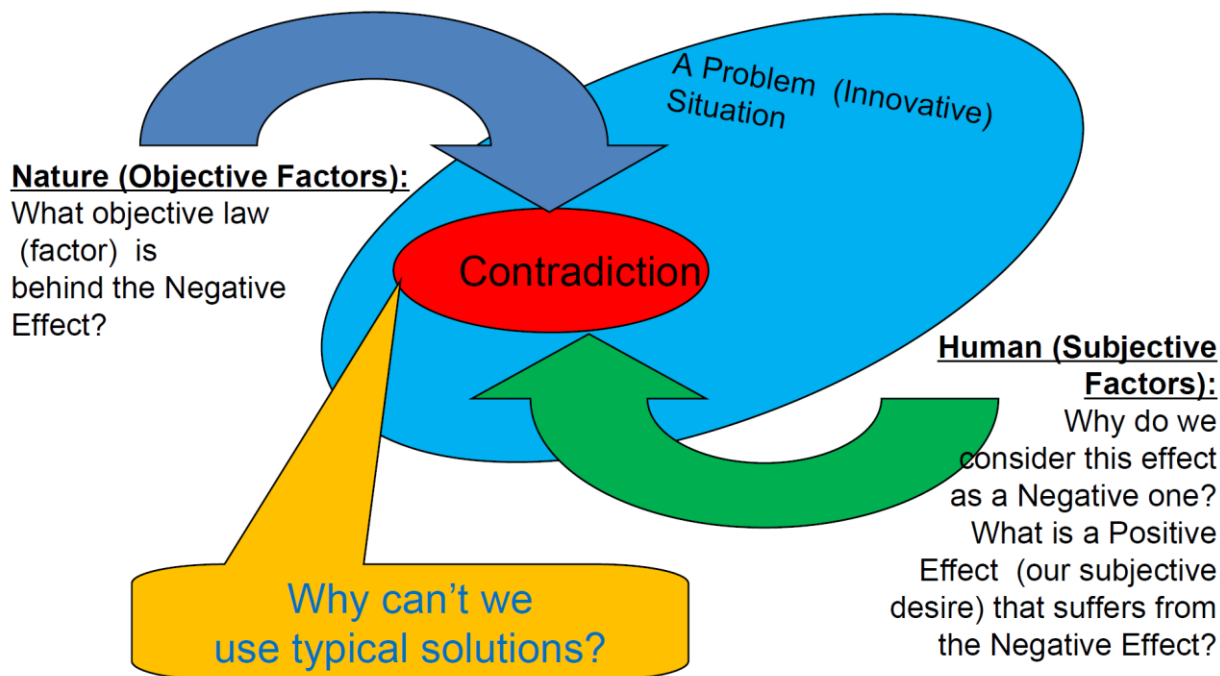 A Problem (Innovative)
Situation
Nature (Objective Factors):
What objective law
(factor) is
behind the Negative
Effect?
Contradiction
Human (Subjective
Factors):
Why do we
consider this effect
as a Negative one?
What is a Positive
Effect (our subjective
desire) that suffers from
the Negative Effect?
Why can't we
use typical solutions?